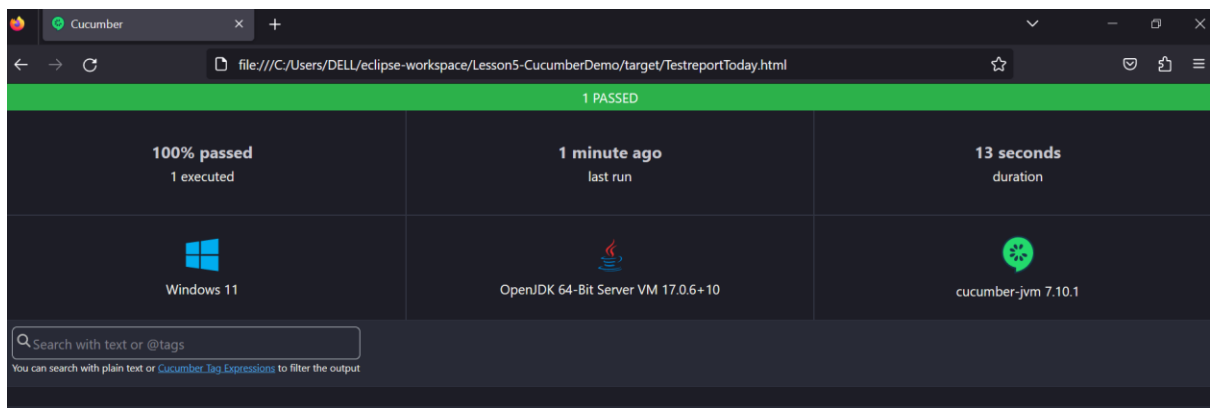 Cucumber
file:///C:/Users/DELL/eclipse-workspace/Lesson5-CucumberDemo/target/TestreportToday.html
1 PASSED
100% passed
1 executed
1 minute ago
last run
13 seconds
duration
Windows 11
OpenJDK 64-Bit Server VM 17.0.6+10
cucumber-jvm 7.10.1
Search with text or @tags
You can search with plain text or Cucumber Tag Expressions to filter the output